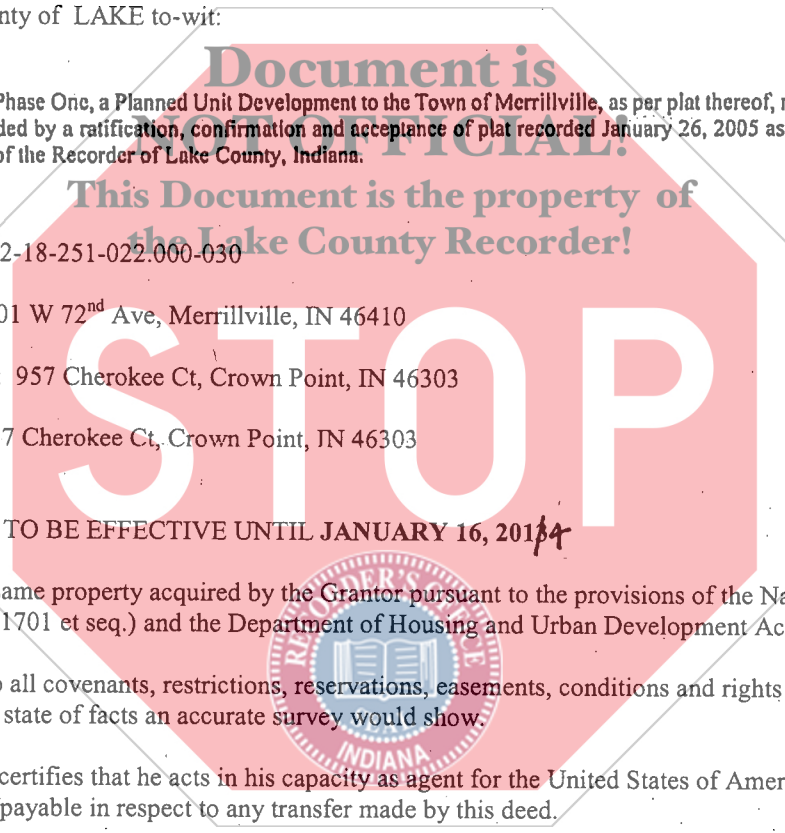 nty of LAKE to-wit:
Document is
Phase One, a Planned Unit Development to the Town of Merrillville, as per plat thereof, r
ded by a ratification, confirmation and acceptance of plat recorded January 26, 2005 as
NOT OFFICIAL!
of the Recorder of Lake County, Indiana.
This Document is the property of
the Lake County Recorder!
2-18-251-022.000-030
01 W 72nd Ave, Merrillville, IN 46410
957 Cherokee Ct, Crown Point, IN 46303
7 Cherokee Ct, Crown Point, IN 46303
STOP
TO BE EFFECTIVE UNTIL JANUARY 16, 2014
ame property acquired by the Grantor pursuant to the provisions of the Na
1701 et seq.) and the Department of Housing and Urban Development Ac
o all covenants, restrictions, reservations, easements, conditions and rights
state of facts an accurate survey would show.
RECORDER'S OFFICE
SEAL
INDIANA
certifies that he acts in his capacity as agent for the United States of Amer
payable in respect to any transfer made by this deed.